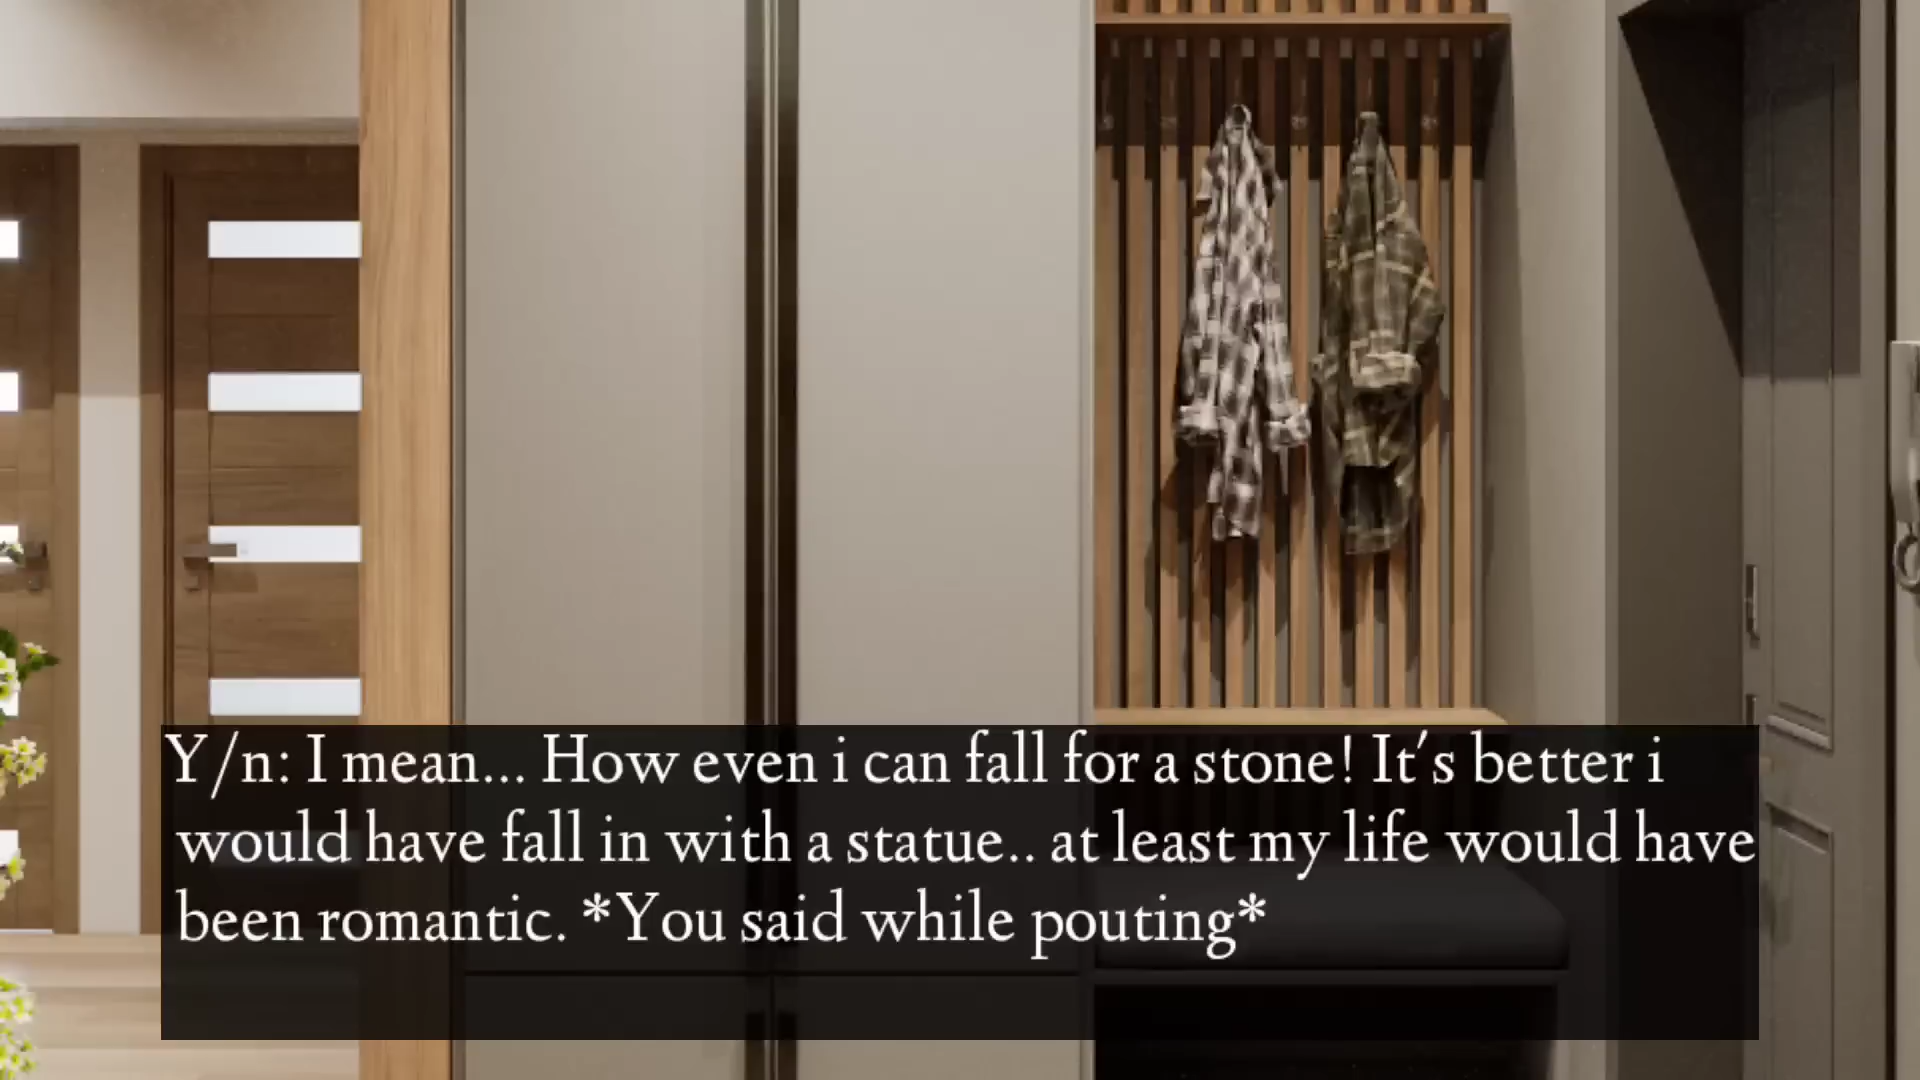 Y/n: I mean... How even i can fall for a stone! It's better i
would have fall in with a statue.. at least my life would have
been romantic. *You said while pouting*